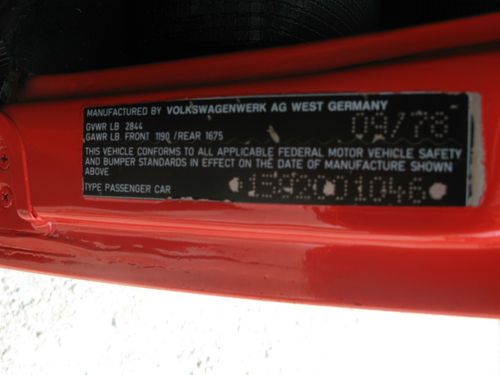 MANUFACTURED BY VOLKSWAGENWERK AG WEST GERMANY
GVWR LB 2844
GAWR LB. FRONT 1190 /REAR 1675
09/78
THIS VEHICLE CONFORMS TO ALL APPLICABLE FEDERAL MOTOR VEHICLE SAFETY
AND BUMPER STANDARDS IN EFFECT ON THE DATE OF MANUFACTURE SHOWN
ABOVE
TYPE PASSENGER CAR
1592001046